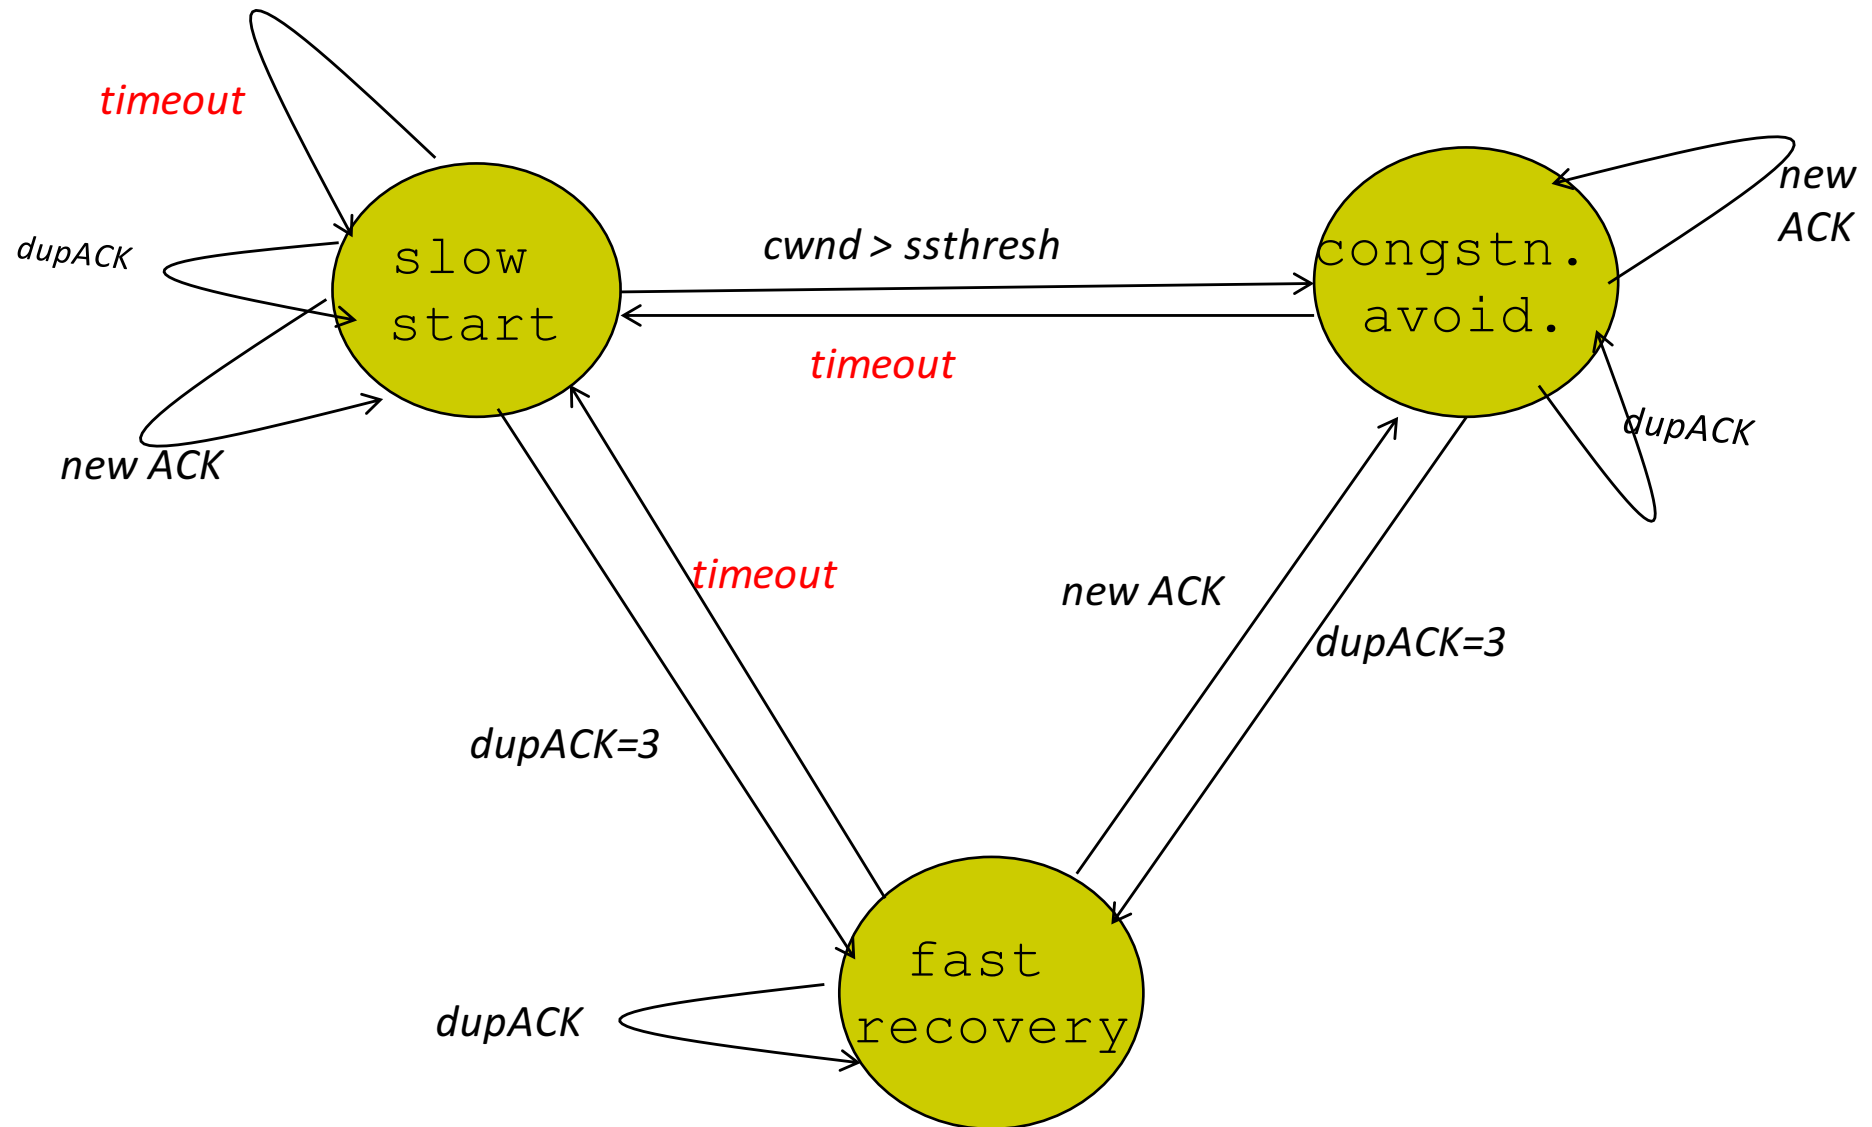 timeout
dupACK
slow
start
new ACK
cwnd > ssthresh
timeout
congstn.
avoid.
new
ACK
dupACK
timeout
new ACK
dupACK=3
dupACK=3
fast
recovery
dupACK